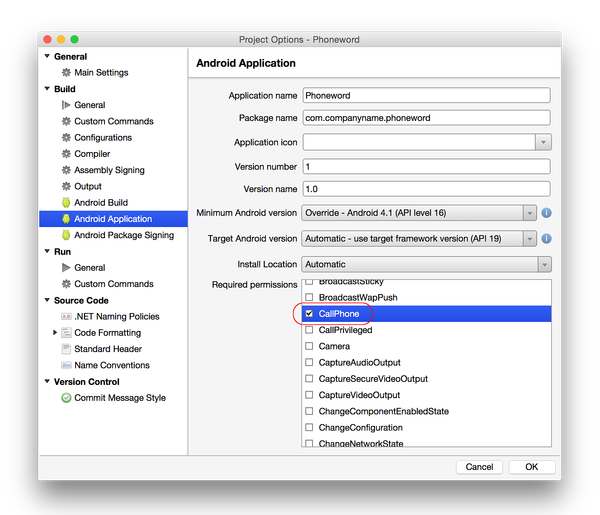 Project Options - Phoneword
General
Main Settings
Build
General
Custom Commands
Configurations
Compiler
Assembly Signing
Output
Android Build
Android Application
Android Package Signing
Run
General
Custom Commands
Source Code
.NET Naming Policies
Code Formatting
Standard Header
Name Conventions
Version Control
Commit Message Style
Android Application
Application name Phoneword
Package name com.companyname.phoneword
Application icon
Version number 1
Version name 1.0
Minimum Android version Override - Android 4.1 (API level 16)
Target Android version Automatic - use target framework version (API 19)
Install Location Automatic
Required permissions BroadcastSticky
BroadcastWapPush
CallPhone
CallPrivileged
Camera
CaptureAudioOutput
CaptureSecureVideoOutput
CaptureVideoOutput
ChangeComponentEnabledState
ChangeConfiguration
ChangeNetworkState
Cancel OK